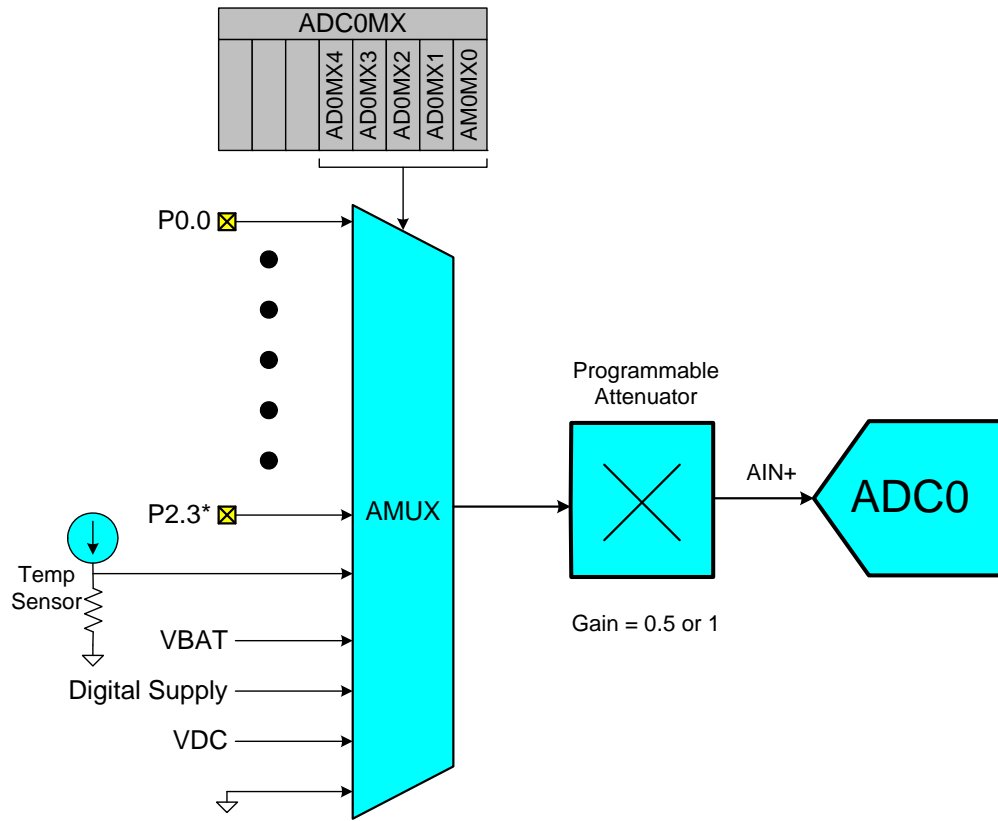 ADC0MX
AD0MX4
AD0MX3
AD0MX2
AD0MX1
AM0MX0
P0.0
Programmable
Attenuator
AIN+
ADC0
P2.3*
AMUX
Temp
Sensor
Gain = 0.5 or 1
VBAT
Digital Supply
VDC